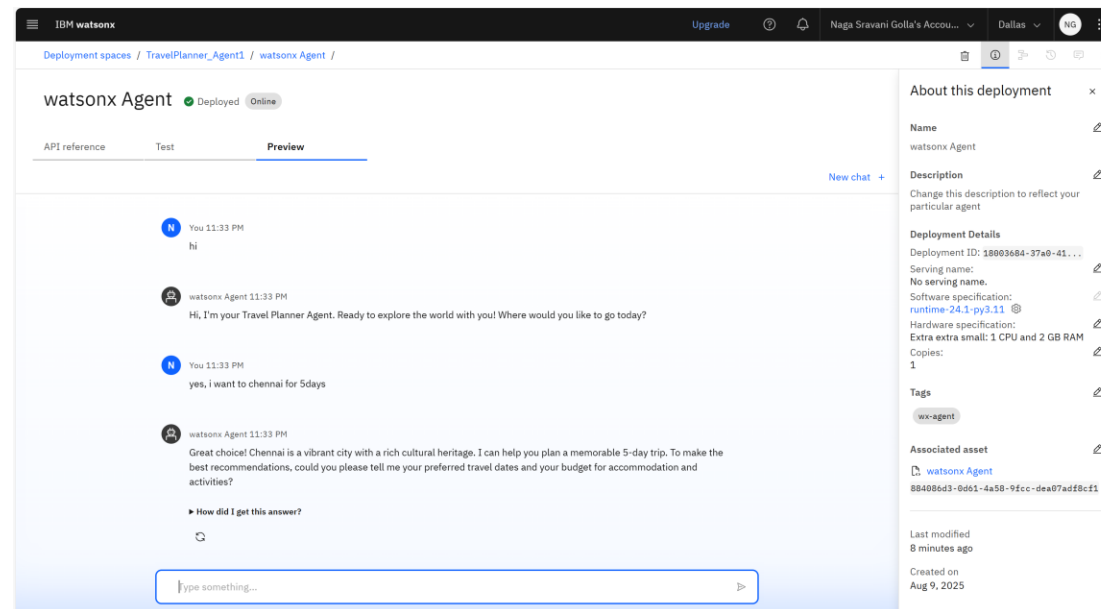 IBM watsonx
Upgrade
Naga Sravani Golla's Accou...
Dallas
NG
Deployment spaces / TravelPlanner_Agent1 / watsonx Agent /
watsonx Agent
Deployed
Online
API reference
Test
Preview
New chat +
N
You 11:33 PM
hi
watsonx Agent 11:33 PM
Hi, I'm your Travel Planner Agent. Ready to explore the world with you! Where would you like to go today?
N
You 11:33 PM
yes, i want to chennai for 5days
watsonx Agent 11:33 PM
Great choice! Chennai is a vibrant city with a rich cultural heritage. I can help you plan a memorable 5-day trip. To make the
best recommendations, could you please tell me your preferred travel dates and your budget for accommodation and
activities?
How did I get this answer?
Type something...
About this deployment
Name
watsonx Agent
Description
Change this description to reflect your
particular agent
Deployment Details
Deployment ID: 18003684-37a0-41...
Serving name:
No serving name.
Software specification:
runtime-24.1-py3.11
Hardware specification:
Extra extra small: 1 CPU and 2 GB RAM
Copies:
1
Tags
wx-agent
Associated asset
watsonx Agent
884086d3-0d61-4a58-9fcc-dea07adf8cf1
Last modified
8 minutes ago
Created on
Aug 9, 2025